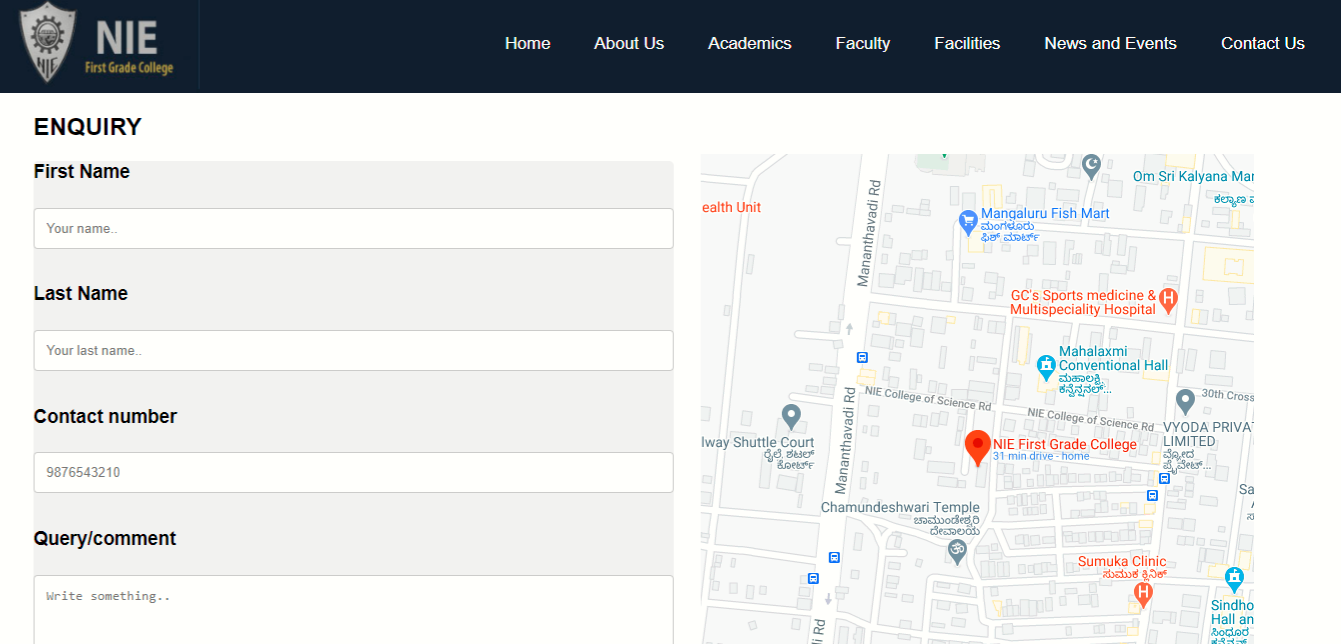 NIE
First Grade College
NIE
Home
About Us
Academics
Faculty
Facilities
News and Events
Contact Us
ENQUIRY
First Name
Your name..
Last Name
Your last name..
Contact number
9876543210
Query/comment
Write something..
Om Sri Kalyana Mar
ಕಲ್ಯಾಣ
ealth Unit
Mananthavadi Rd
Mangaluru Fish Mart
ಮಂಗಳೂರು
ಫಿಶ್ ಮಾರ್ಟ್
GC's Sports medicine &
Multispeciality Hospital
H
Mahalaxmi
Conventional Hall
ಮಹಾಲಕ್ಷ್ಮಿ
ಕನ್ವೆನ್ಷನಲ್...
NIE College of Science Rd
NIE College of Science Rd
30th Cross
VYODA PRIVAT
LIMITED
ವ್ಯೋದ
ಪ್ರೈವೇಟ್...
Mananthavadi Rd
lway Shuttle Court
ರೈಲ್ವೆ ಶಟಲ್
ಕೋರ್ಟ್
NIE First Grade College
31 min drive - home
Chamundeshwari Temple
ಚಾಮುಂಡೇಶ್ವರಿ
ದೇವಾಲಯ
Sa
Sumuka Clinic
ಸುಮುಕ ಕ್ಲಿನಿಕ್
H
Sindho
Hall an
ಸಿಂಧೂರ
i Rd